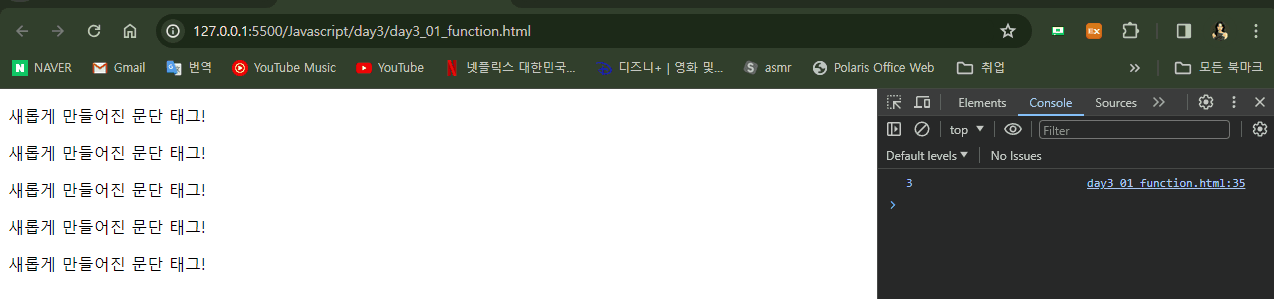 127.0.0.1:5500/Javascript/day3/day3_01_function.html
NAVER Gmail 번역 YouTube Music YouTube 넷플릭스 대한민국... 디즈니+ | 영화 및... asmr Polaris Office Web 취업 모든 북마크
새롭게 만들어진 문단 태그!
새롭게 만들어진 문단 태그!
새롭게 만들어진 문단 태그!
새롭게 만들어진 문단 태그!
새롭게 만들어진 문단 태그!
Elements Console Sources
top Filter
Default levels No Issues
3 day3_01_function.html:35